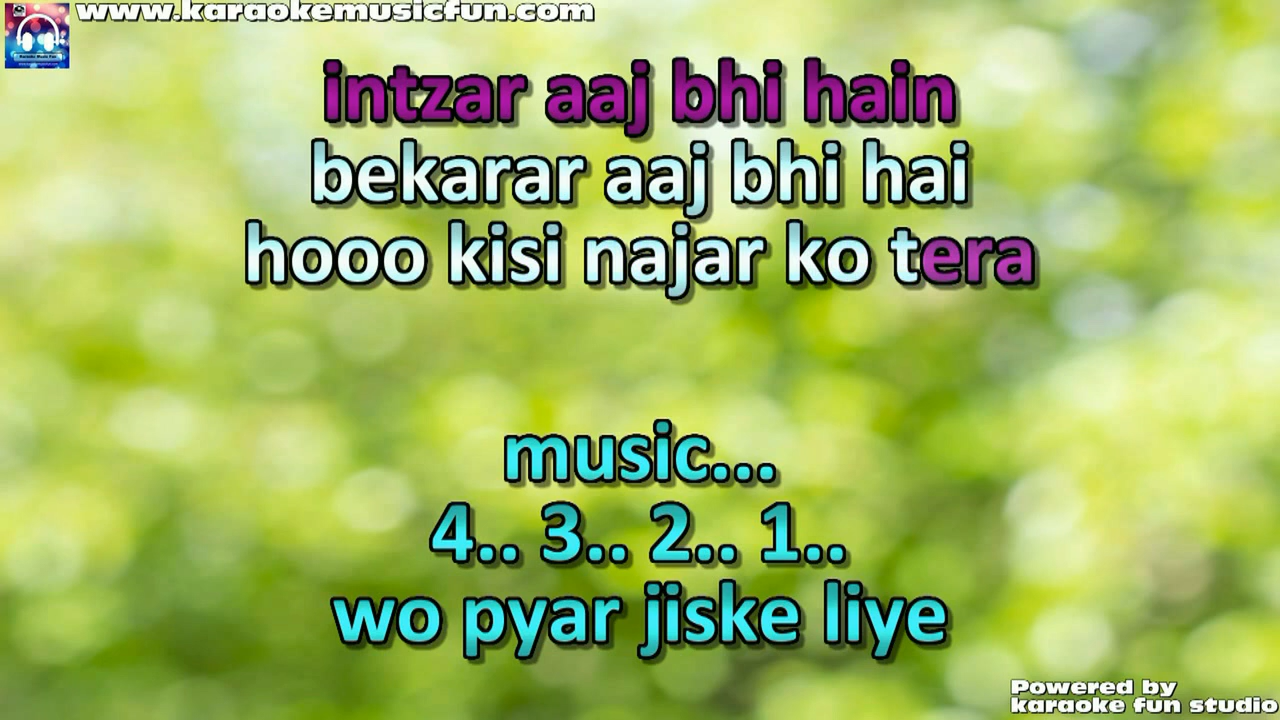 www.karaokemusicfun.com
intzar aaj bhi hain
bekarar aaj bhi hai
hooo kisi najar ko tera
music...
4.. 3.. 2.. 1..
wo pyar jiske liye
Powered by
karaoke fun studio